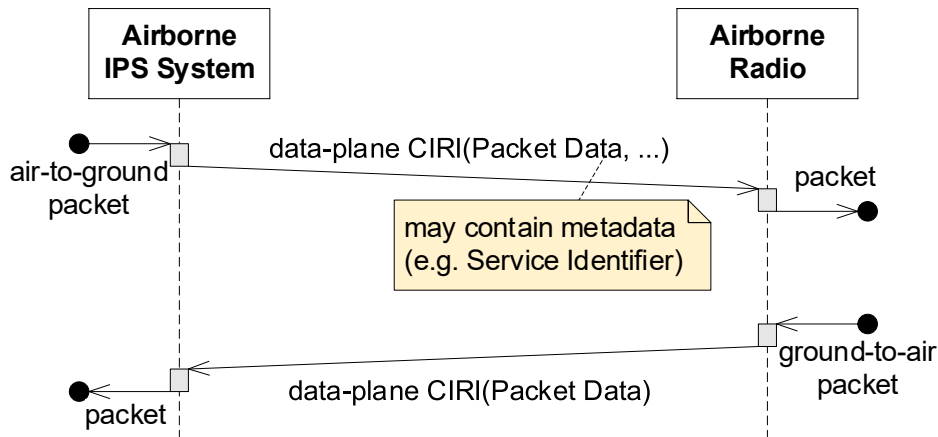 Airborne
IPS System
Airborne
Radio
data-plane CIRI(Packet Data, ...)
air-to-ground
packet
packet
may contain metadata
(e.g. Service Identifier)
ground-to-air
packet
data-plane CIRI(Packet Data)
packet